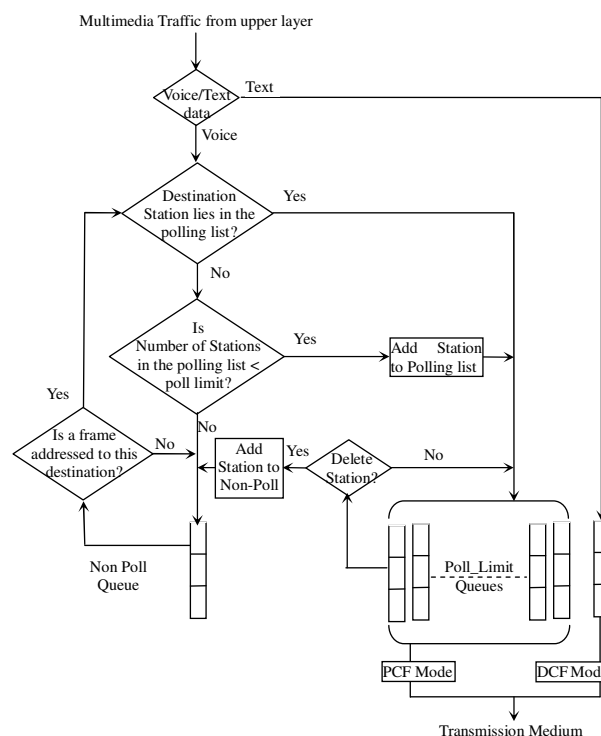 Multimedia Traffic from upper layer
Voice/Text
data
Text
Voice
Destination
Station lies in the
polling list?
Yes
No
Is
Number of Stations
in the polling list <
poll limit?
Yes
Add Station
to Polling list
No
Yes
Is a frame
addressed to this
destination?
No
Add
Station to
Non-Poll
Yes
Delete
Station?
No
Non Poll
Queue
Poll_Limit
Queues
PCF Mode
DCF Mod
Transmission Medium